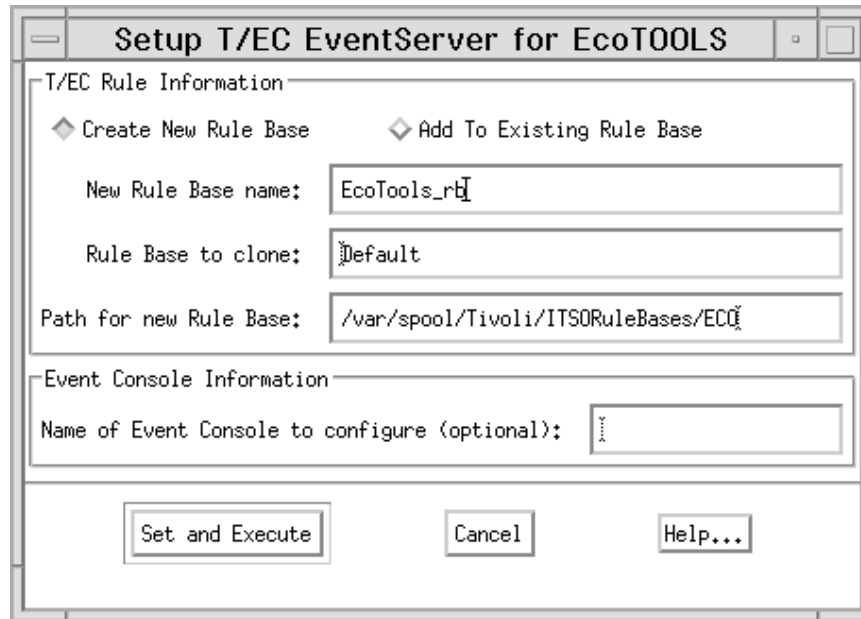 Setup T/EC EventServer for EcoTOOLS
T/EC Rule Information
Create New Rule Base Add To Existing Rule Base
New Rule Base name: EcoTools_rb
Rule Base to clone: Default
Path for new Rule Base: /var/spool/Tivoli/ITSORuleBases/ECO
Event Console Information
Name of Event Console to configure (optional):
Set and Execute Cancel Help...